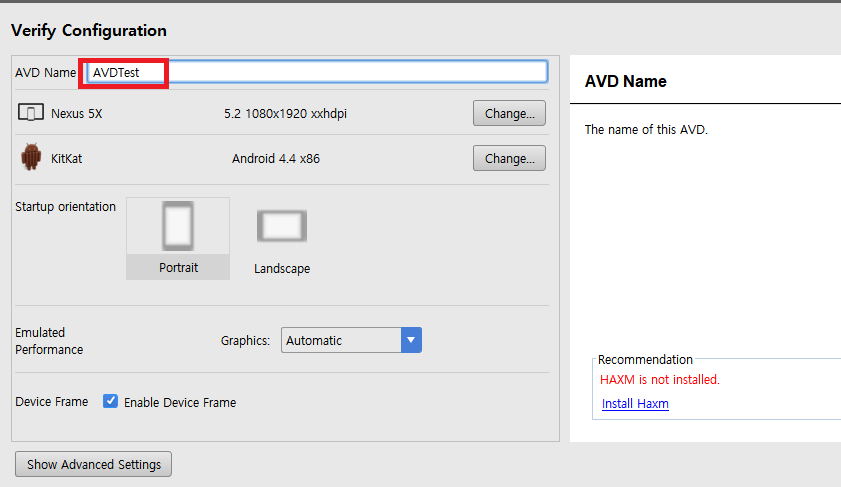 Verify Configuration
AVD Name AVDTest
Nexus 5X 5.2 1080x1920 xxhdpi Change...
KitKat Android 4.4 x86 Change...
Startup orientation
Portrait
Landscape
Emulated
Performance
Graphics: Automatic
Device Frame Enable Device Frame
Show Advanced Settings
AVD Name
The name of this AVD.
Recommendation
HAXM is not installed.
Install Haxm